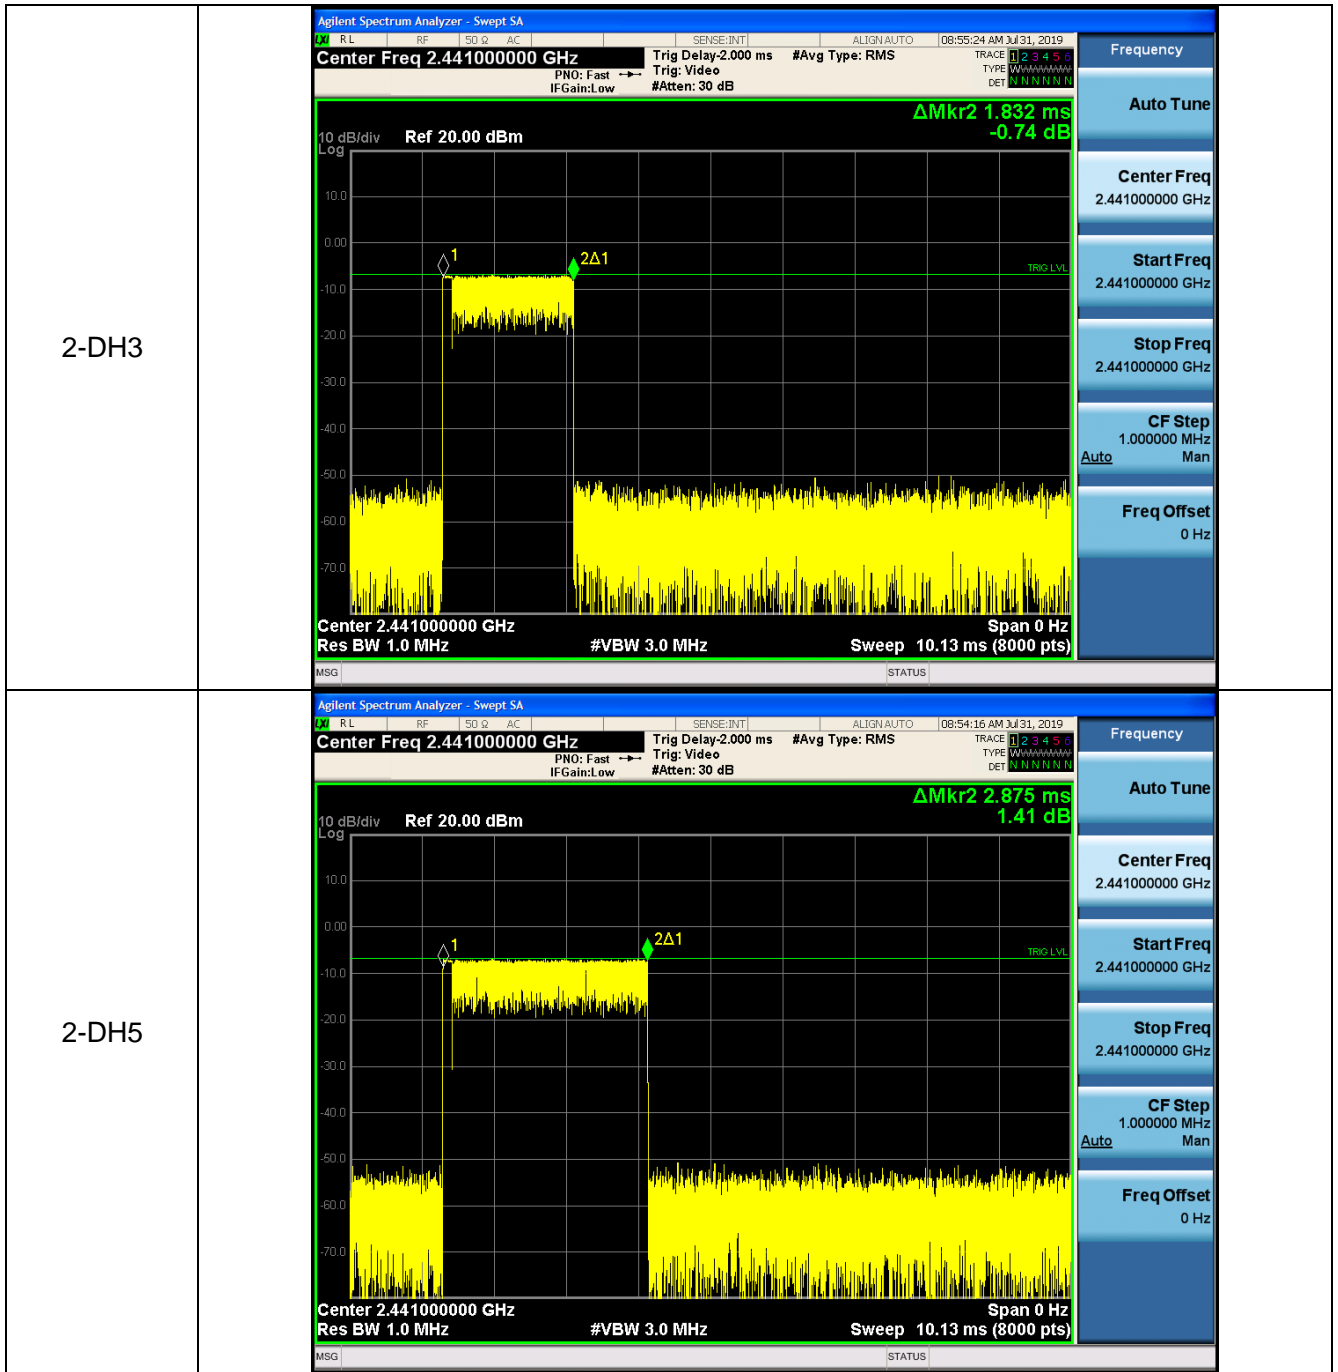 2-DH3
Agilent Spectrum Analyzer - Swept SA
LXI RL RF 50 Ω AC SENSE:INT ALIGN AUTO 08:55:24 AM Jul 31, 2019
Center Freq 2.441000000 GHz
PNO: Fast
IFGain:Low
Trig Delay-2.000 ms
Trig: Video
#Atten: 30 dB
#Avg Type: RMS
TRACE 1 2 3 4 5 6
TYPE WWWWWW
DET N N N N N N
ΔMkr2 1.832 ms
-0.74 dB
10 dB/div Ref 20.00 dBm
Log
10.0
0.00
-10.0
-20.0
-30.0
-40.0
-50.0
-60.0
-70.0
1
2Δ1
TRIG LVL
Center 2.441000000 GHz Span 0 Hz
Res BW 1.0 MHz #VBW 3.0 MHz Sweep 10.13 ms (8000 pts)
MSG STATUS
Frequency
Auto Tune
Center Freq
2.441000000 GHz
Start Freq
2.441000000 GHz
Stop Freq
2.441000000 GHz
CF Step
1.000000 MHz
Auto Man
Freq Offset
0 Hz
2-DH5
Agilent Spectrum Analyzer - Swept SA
LXI RL RF 50 Ω AC SENSE:INT ALIGN AUTO 08:54:16 AM Jul 31, 2019
Center Freq 2.441000000 GHz
PNO: Fast
IFGain:Low
Trig Delay-2.000 ms
Trig: Video
#Atten: 30 dB
#Avg Type: RMS
TRACE 1 2 3 4 5 6
TYPE WWWWWW
DET N N N N N N
ΔMkr2 2.875 ms
1.41 dB
10 dB/div Ref 20.00 dBm
Log
10.0
0.00
-10.0
-20.0
-30.0
-40.0
-50.0
-60.0
-70.0
1
2Δ1
TRIG LVL
Center 2.441000000 GHz Span 0 Hz
Res BW 1.0 MHz #VBW 3.0 MHz Sweep 10.13 ms (8000 pts)
MSG STATUS
Frequency
Auto Tune
Center Freq
2.441000000 GHz
Start Freq
2.441000000 GHz
Stop Freq
2.441000000 GHz
CF Step
1.000000 MHz
Auto Man
Freq Offset
0 Hz